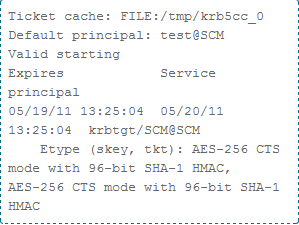 Ticket cache: FILE:/tmp/krb5cc_0
Default principal: test@SCM
Valid starting
Expires            Service
principal
05/19/11 13:25:04  05/20/11
13:25:04  krbtgt/SCM@SCM
    Etype (skey, tkt): AES-256 CTS
mode with 96-bit SHA-1 HMAC,
AES-256 CTS mode with 96-bit SHA-1
HMAC